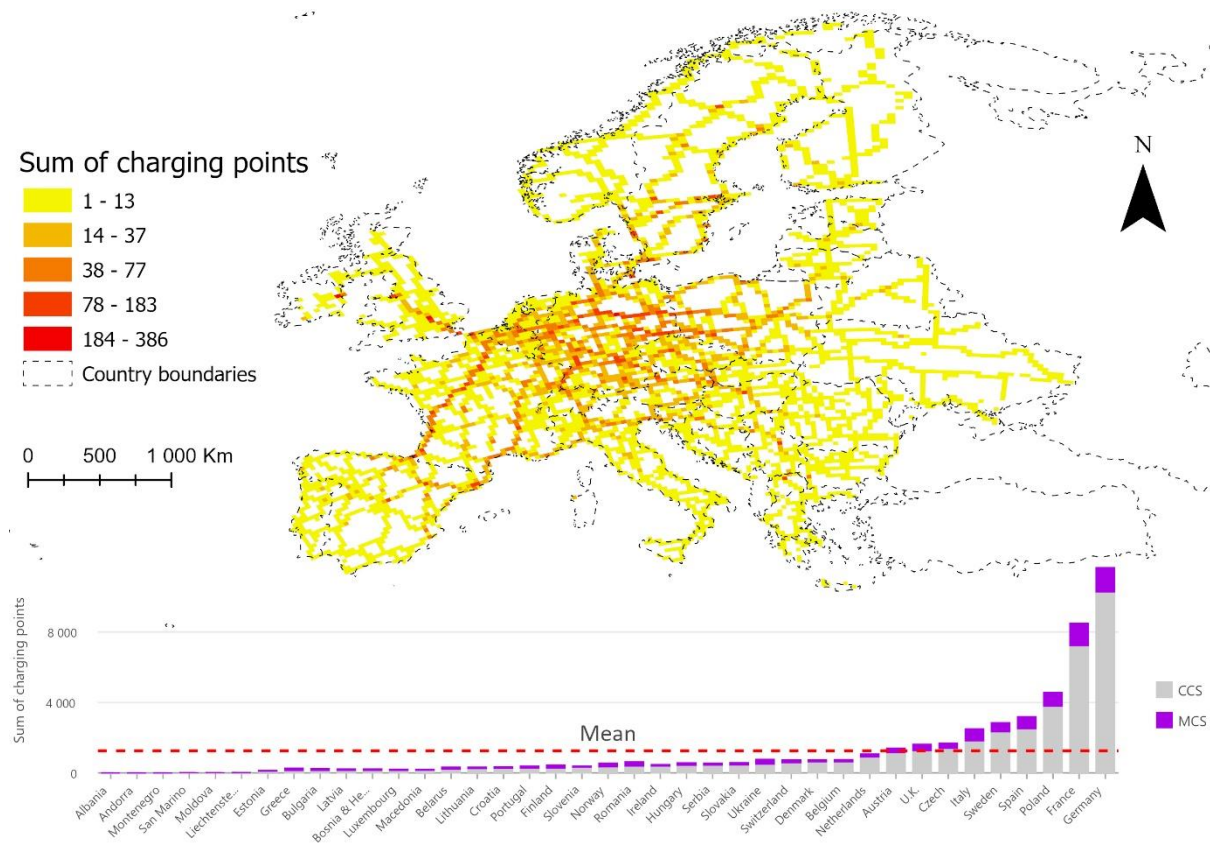 N
Sum of charging points
1 - 13
14 - 37
38 - 77
78 - 183
184 - 386
Country boundaries
0 500 1 000 Km
Sum of charging points
8 000
4 000
0
Mean
CCS
MCS
Albania
Andorra
Montenegro
San Marino
Moldova
Liechtenste...
Estonia
Greece
Bulgaria
Latvia
Bosnia & He...
Luxembourg
Macedonia
Belarus
Lithuania
Croatia
Portugal
Finland
Slovenia
Norway
Romania
Ireland
Hungary
Serbia
Slovakia
Ukraine
Switzerland
Denmark
Belgium
Netherlands
Austria
U.K.
Czech
Italy
Sweden
Spain
Poland
France
Germany